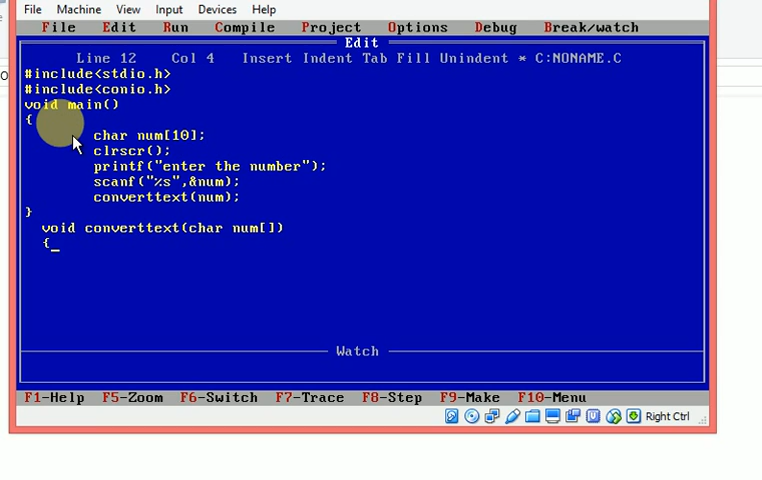 File Machine View Input Devices Help
File Edit Run Compile Project Options Debug Break/watch
Edit
Line 12 Col 4 Insert Indent Tab Fill Unindent * C:NONAME.C
#include<stdio.h>
#include<conio.h>
void main()
{
char num[10];
clrscr();
printf("enter the number");
scanf("%s",&num);
converttext(num);
}
void converttext(char num[])
{_
Watch
F1-Help F5-Zoom F6-Switch F7-Trace F8-Step F9-Make F10-Menu
Right Ctrl